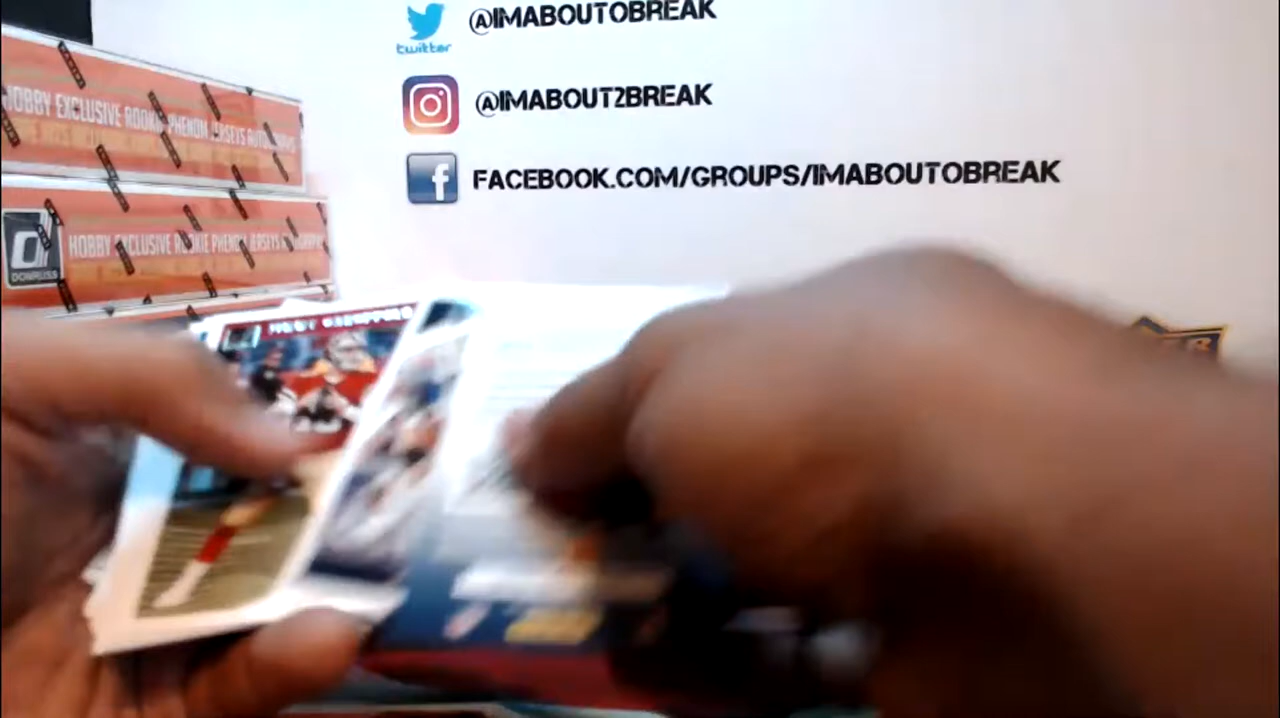 twitter @IMABOUTOBREAK
@IMABOUT2BREAK
f FACEBOOK.COM/GROUPS/IMABOUTOBREAK
HOBBY EXCLUSIVE ROOKIE PHENOM JERSEYS AUTOGRAPHS
DONRUSS
HOBBY EXCLUSIVE ROOKIE PHENOM JERSEYS AUTOGRAPHS